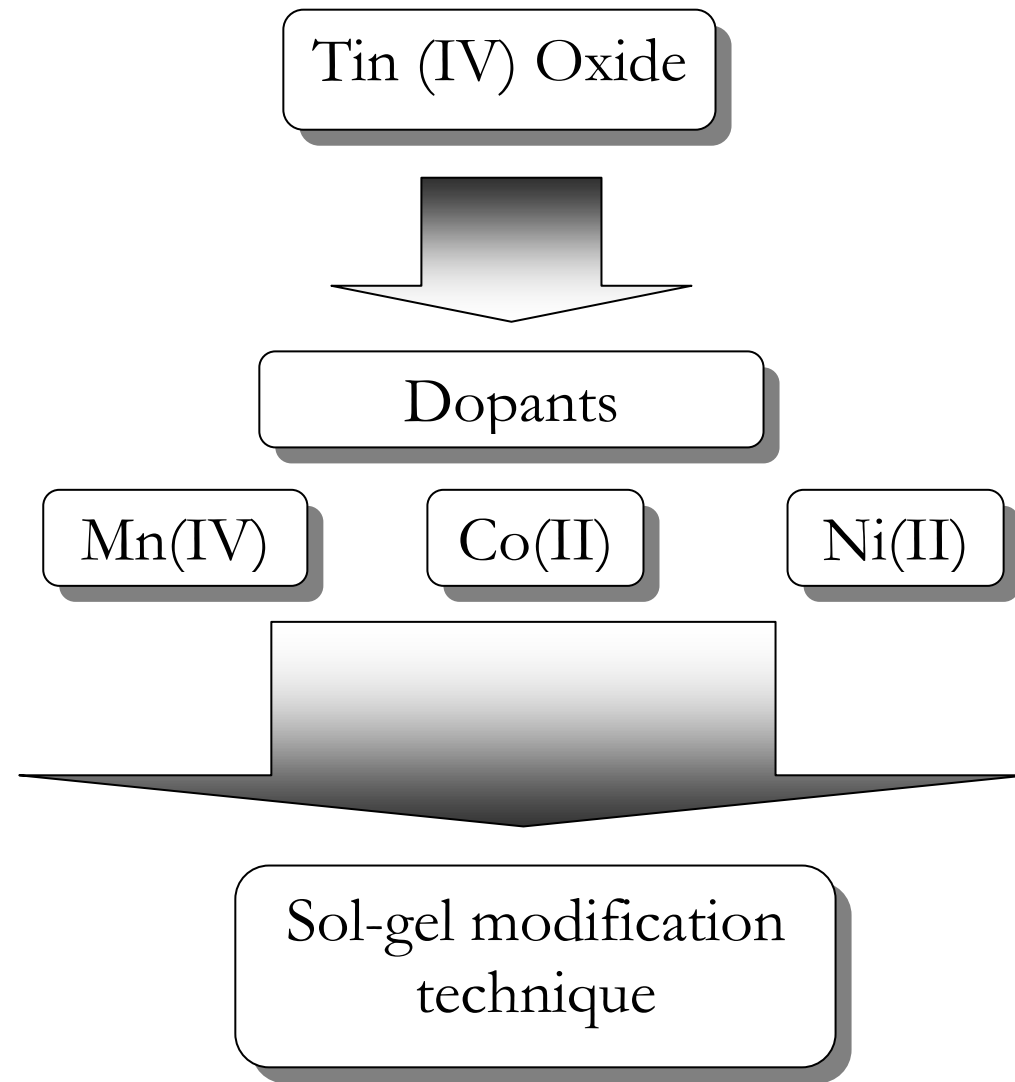 Tin (IV) Oxide
Dopants
Mn(IV)
Co(II)
Ni(II)
Sol-gel modification
technique